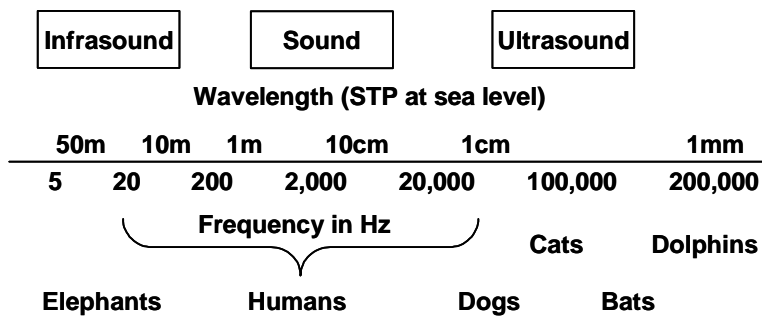 Infrasound Sound Ultrasound
Wavelength (STP at sea level)
50m 10m 1m 10cm 1cm 1mm
5 20 200 2,000 20,000 100,000 200,000
Frequency in Hz
Cats Dolphins
Elephants Humans Dogs Bats